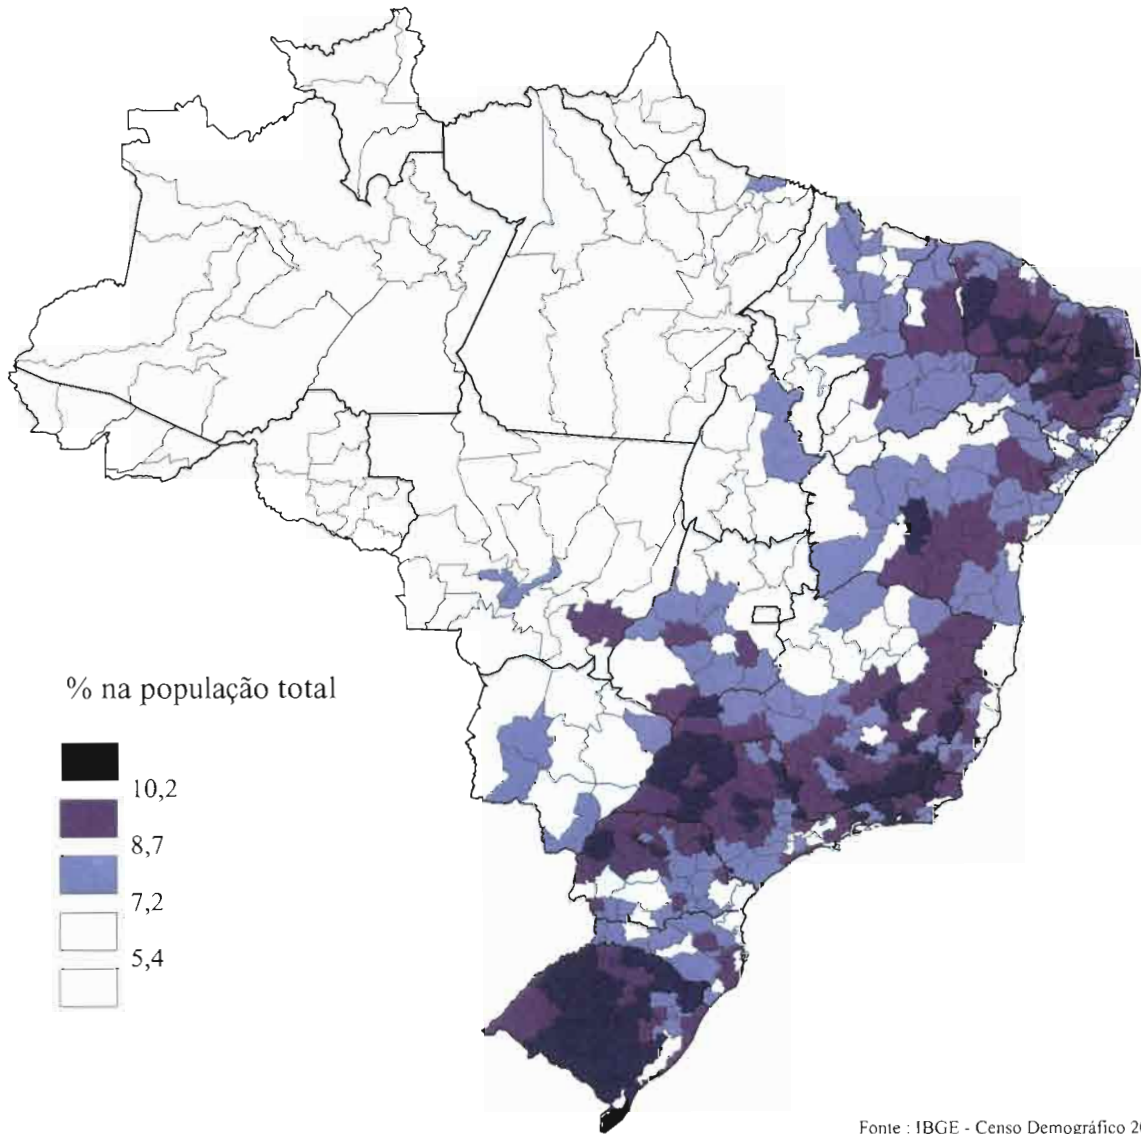 % na população total
10,2
8,7
7,2
5,4
Fonte : IBGE - Censo Demográfico